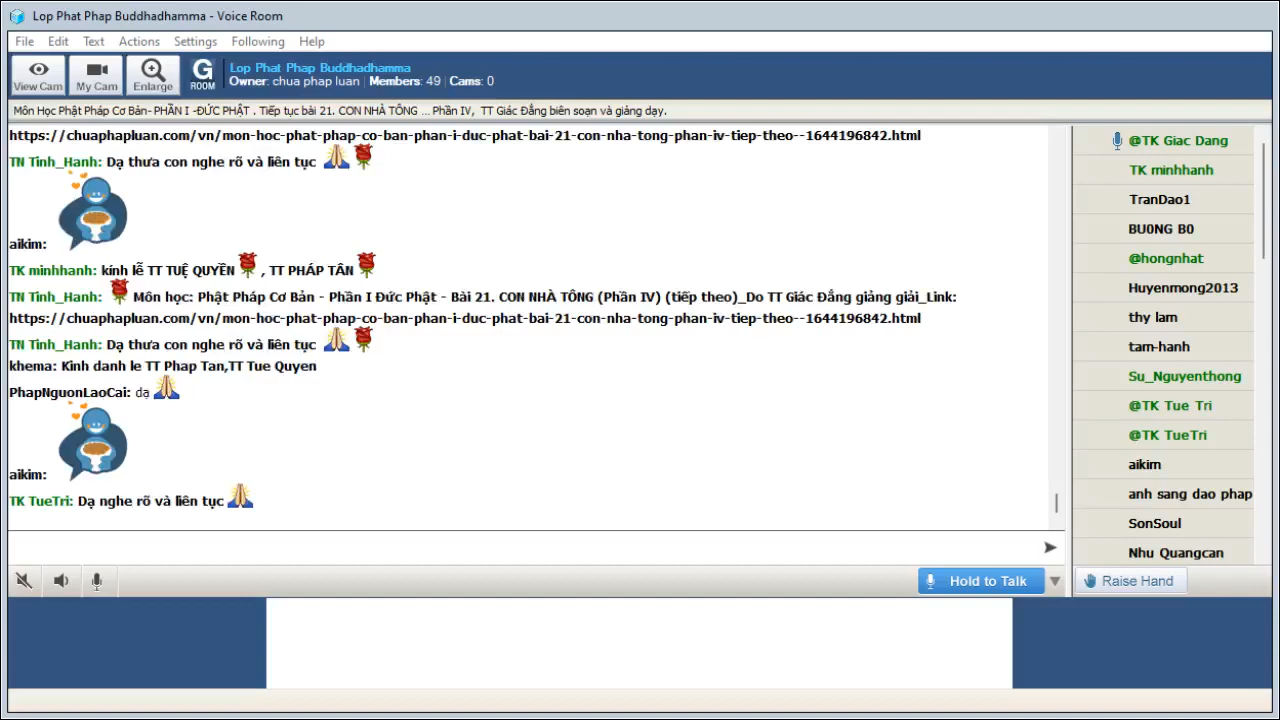 Lop Phat Phap Buddhadhamma - Voice Room
File Edit Text Actions Settings Following Help
View Cam My Cam Enlarge G ROOM
Lop Phat Phap Buddhadhamma
Owner: chua phap luan Members: 49 Cams: 0
Môn Học Phật Pháp Cơ Bản- PHẦN I -ĐỨC PHẬT . Tiếp tục bài 21. CON NHÀ TÔNG ... Phần IV, TT Giác Đẳng biên soạn và giảng dạy.
https://chuaphapluan.com/vn/mon-hoc-phat-phap-co-ban-phan-i-duc-phat-bai-21-con-nha-tong-phan-iv-tiep-theo--1644196842.html
TN Tinh_Hanh: Dạ thưa con nghe rõ và liên tục
aikim:
TK minhhanh: kính lễ TT TUỆ QUYỀN , TT PHÁP TÂN
TN Tinh_Hanh: Môn học: Phật Pháp Cơ Bản - Phần I Đức Phật - Bài 21. CON NHÀ TÔNG (Phần IV) (tiếp theo)_Do TT Giác Đẳng giảng giải_Link:
https://chuaphapluan.com/vn/mon-hoc-phat-phap-co-ban-phan-i-duc-phat-bai-21-con-nha-tong-phan-iv-tiep-theo--1644196842.html
TN Tinh_Hanh: Dạ thưa con nghe rõ và liên tục
khema: Kinh danh le TT Phap Tan,TT Tue Quyen
PhapNguonLaoCai: dạ
aikim:
TK TueTri: Dạ nghe rõ và liên tục
@TK Giac Dang
TK minhhanh
TranDao1
BU0NG B0
@hongnhat
Huyenmong2013
thy lam
tam-hanh
Su_Nguyenthong
@TK Tue Tri
@TK TueTri
aikim
anh sang dao phap
SonSoul
Nhu Quangcan
Hold to Talk
Raise Hand